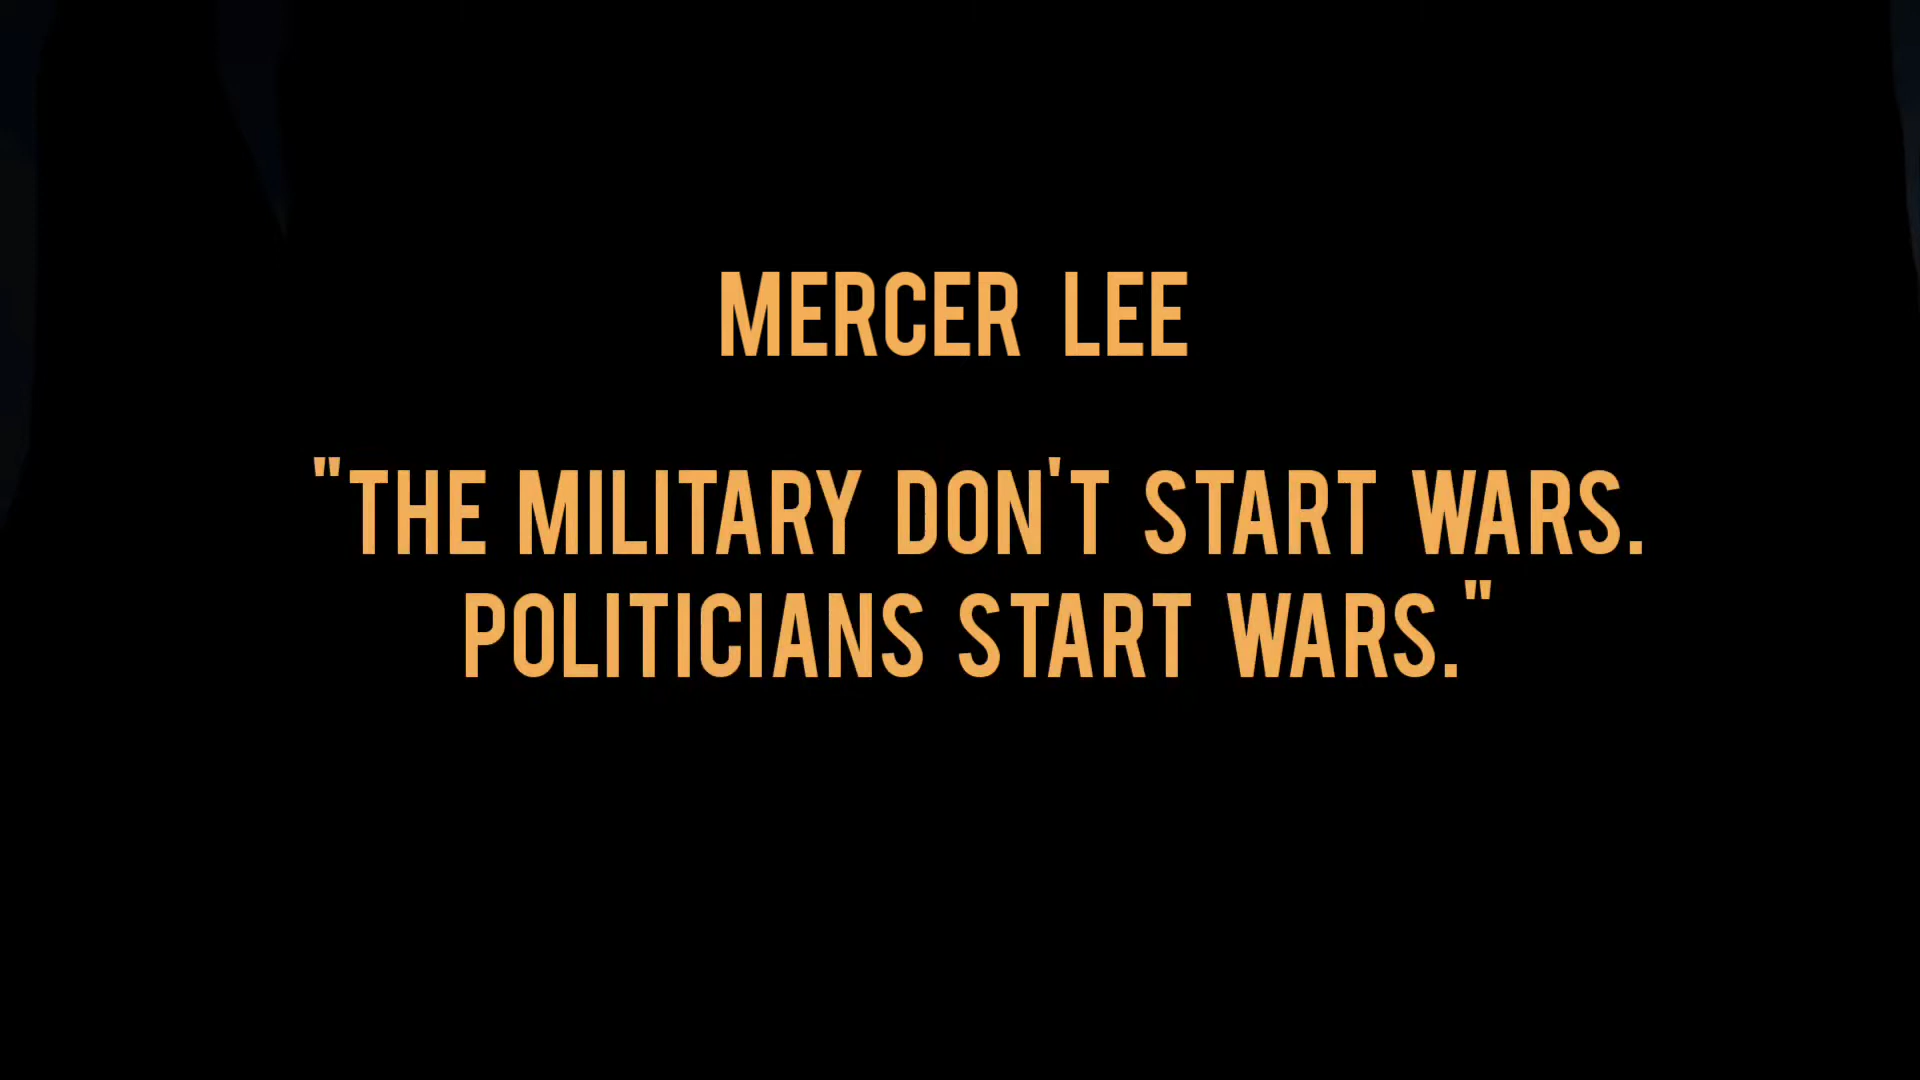 MERCER LEE
"THE MILITARY DON'T START WARS.
POLITICIANS START WARS."